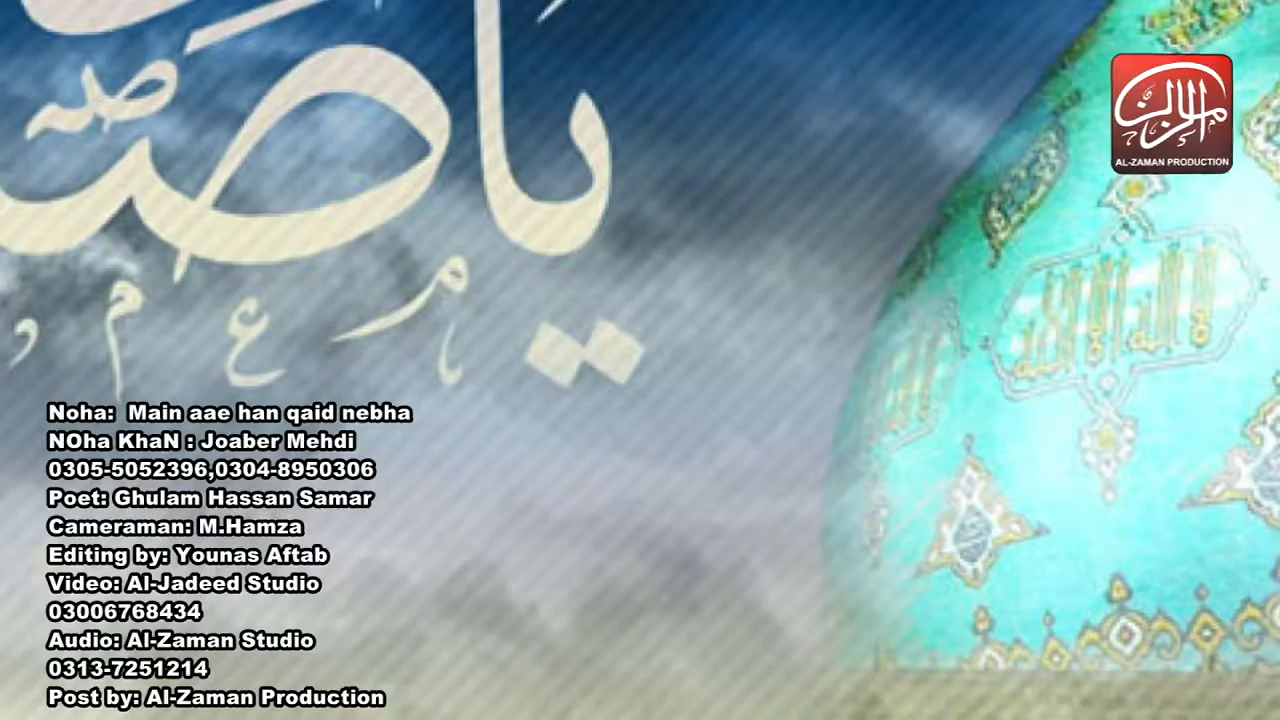 يا صا
AL-ZAMAN PRODUCTION
Noha:  Main aae han qaid nebha
NOha KhaN : Joaber Mehdi
0305-5052396,0304-8950306
Poet: Ghulam Hassan Samar
Cameraman: M.Hamza
Editing by: Younas Aftab
Video: Al-Jadeed Studio
03006768434
Audio: Al-Zaman Studio
0313-7251214
Post by: Al-Zaman Production